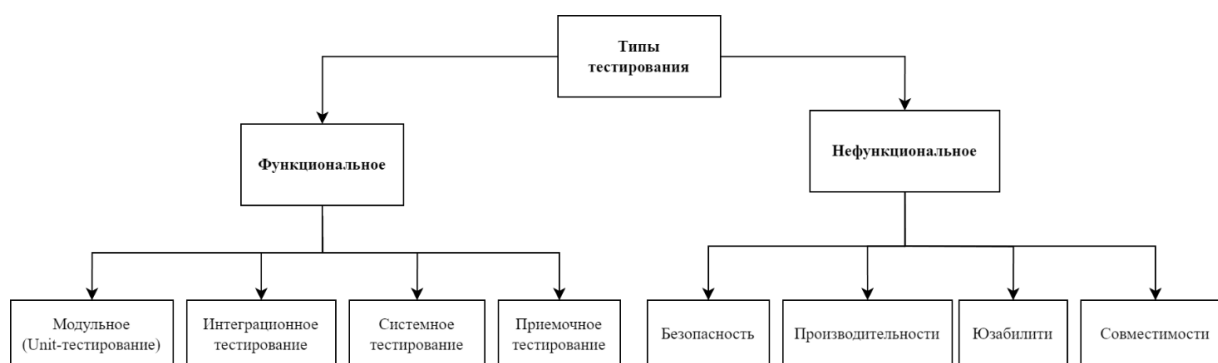 Типы
тестирования
Функциональное
Нефункциональное
Модульное
(Unit-тестирование)
Интеграционное
тестирование
Системное
тестирование
Приемочное
тестирование
Безопасность
Производительности
Юзабилити
Совместимости